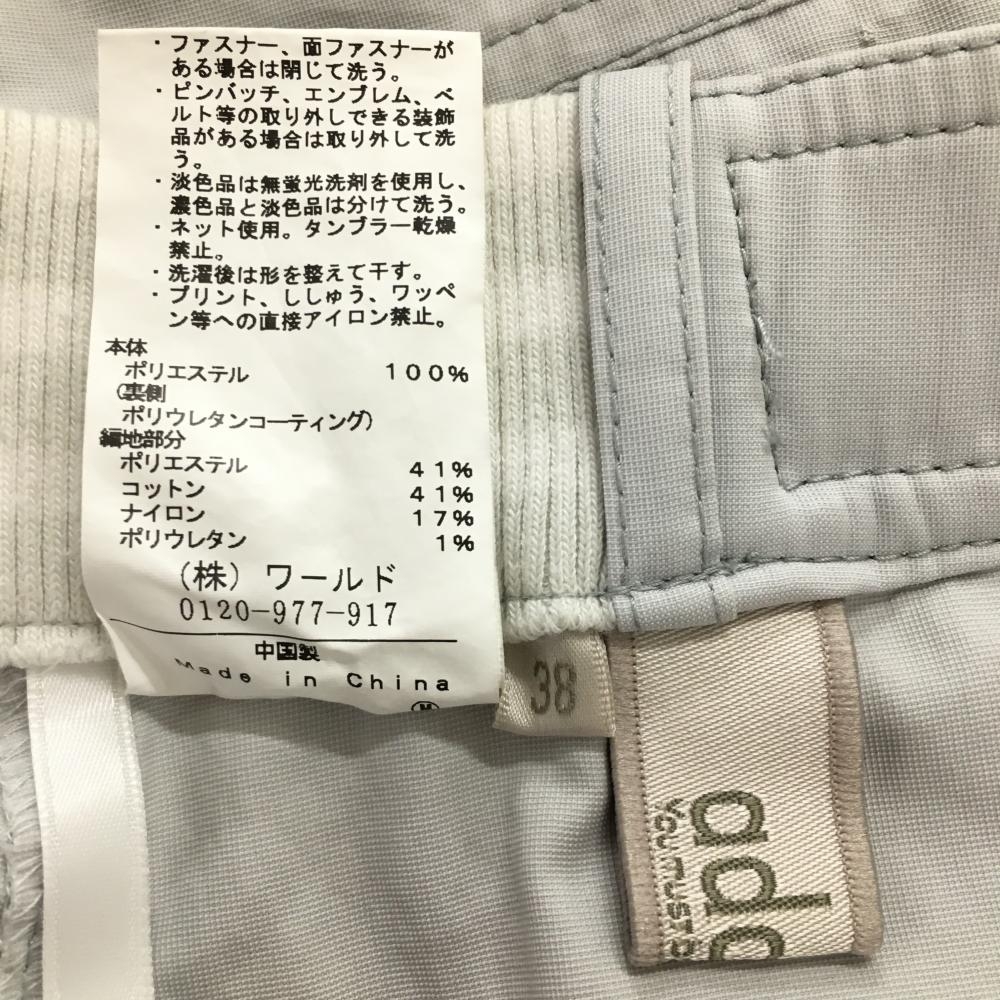 ・ファスナー、面ファスナーが
ある場合は閉じて洗う。
・ピンバッチ、エンブレム、ベ
ルト等の取り外しできる装飾
品がある場合は取り外して洗
う。
・淡色品は無蛍光洗剤を使用し、
濃色品と淡色品は分けて洗う。
・ネット使用。タンブラー乾燥
禁止。
・洗濯後は形を整えて干す。
・プリント、ししゅう、ワッペ
ン等への直接アイロン禁止。
本体
ポリエステル 100%
(裏側
ポリウレタンコーティング)
編地部分
ポリエステル 41%
コットン 41%
ナイロン 17%
ポリウレタン 1%
(株) ワールド
0120-977-917
中国製
Made in China
M
38
add
YOU MUST B